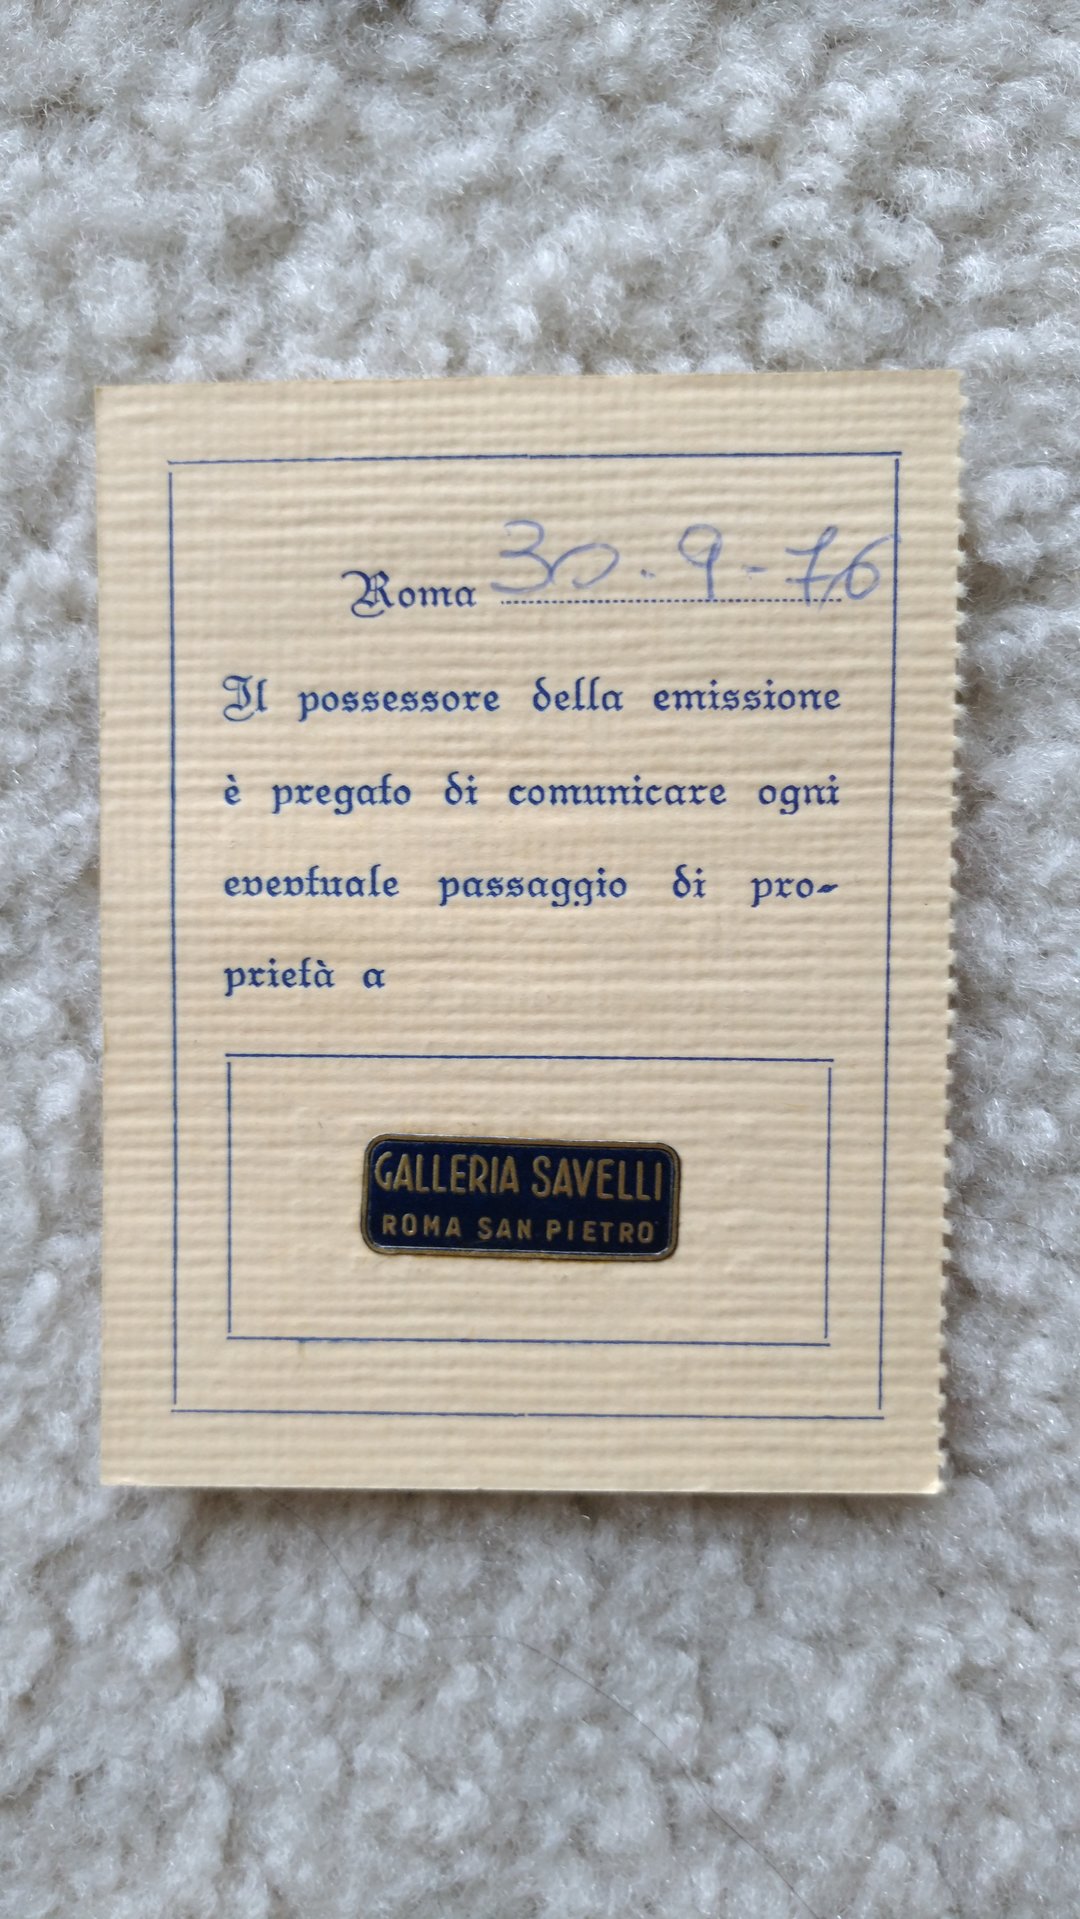 Roma 30-9-76
Il possessore della emissione
è pregato di comunicare ogni
eventuale passaggio di pro-
prietà a
GALLERIA SAVELLI
ROMA SAN PIETRO